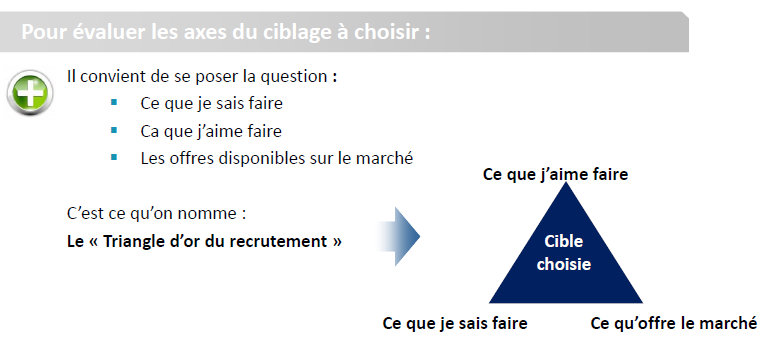 Pour évaluer les axes du ciblage à choisir :
Il convient de se poser la question :
▪ Ce que je sais faire
▪ Ca que j’aime faire
▪ Les offres disponibles sur le marché
C’est ce qu’on nomme :
Le « Triangle d’or du recrutement »
Ce que j’aime faire
Cible
choisie
Ce que je sais faire
Ce qu’offre le marché